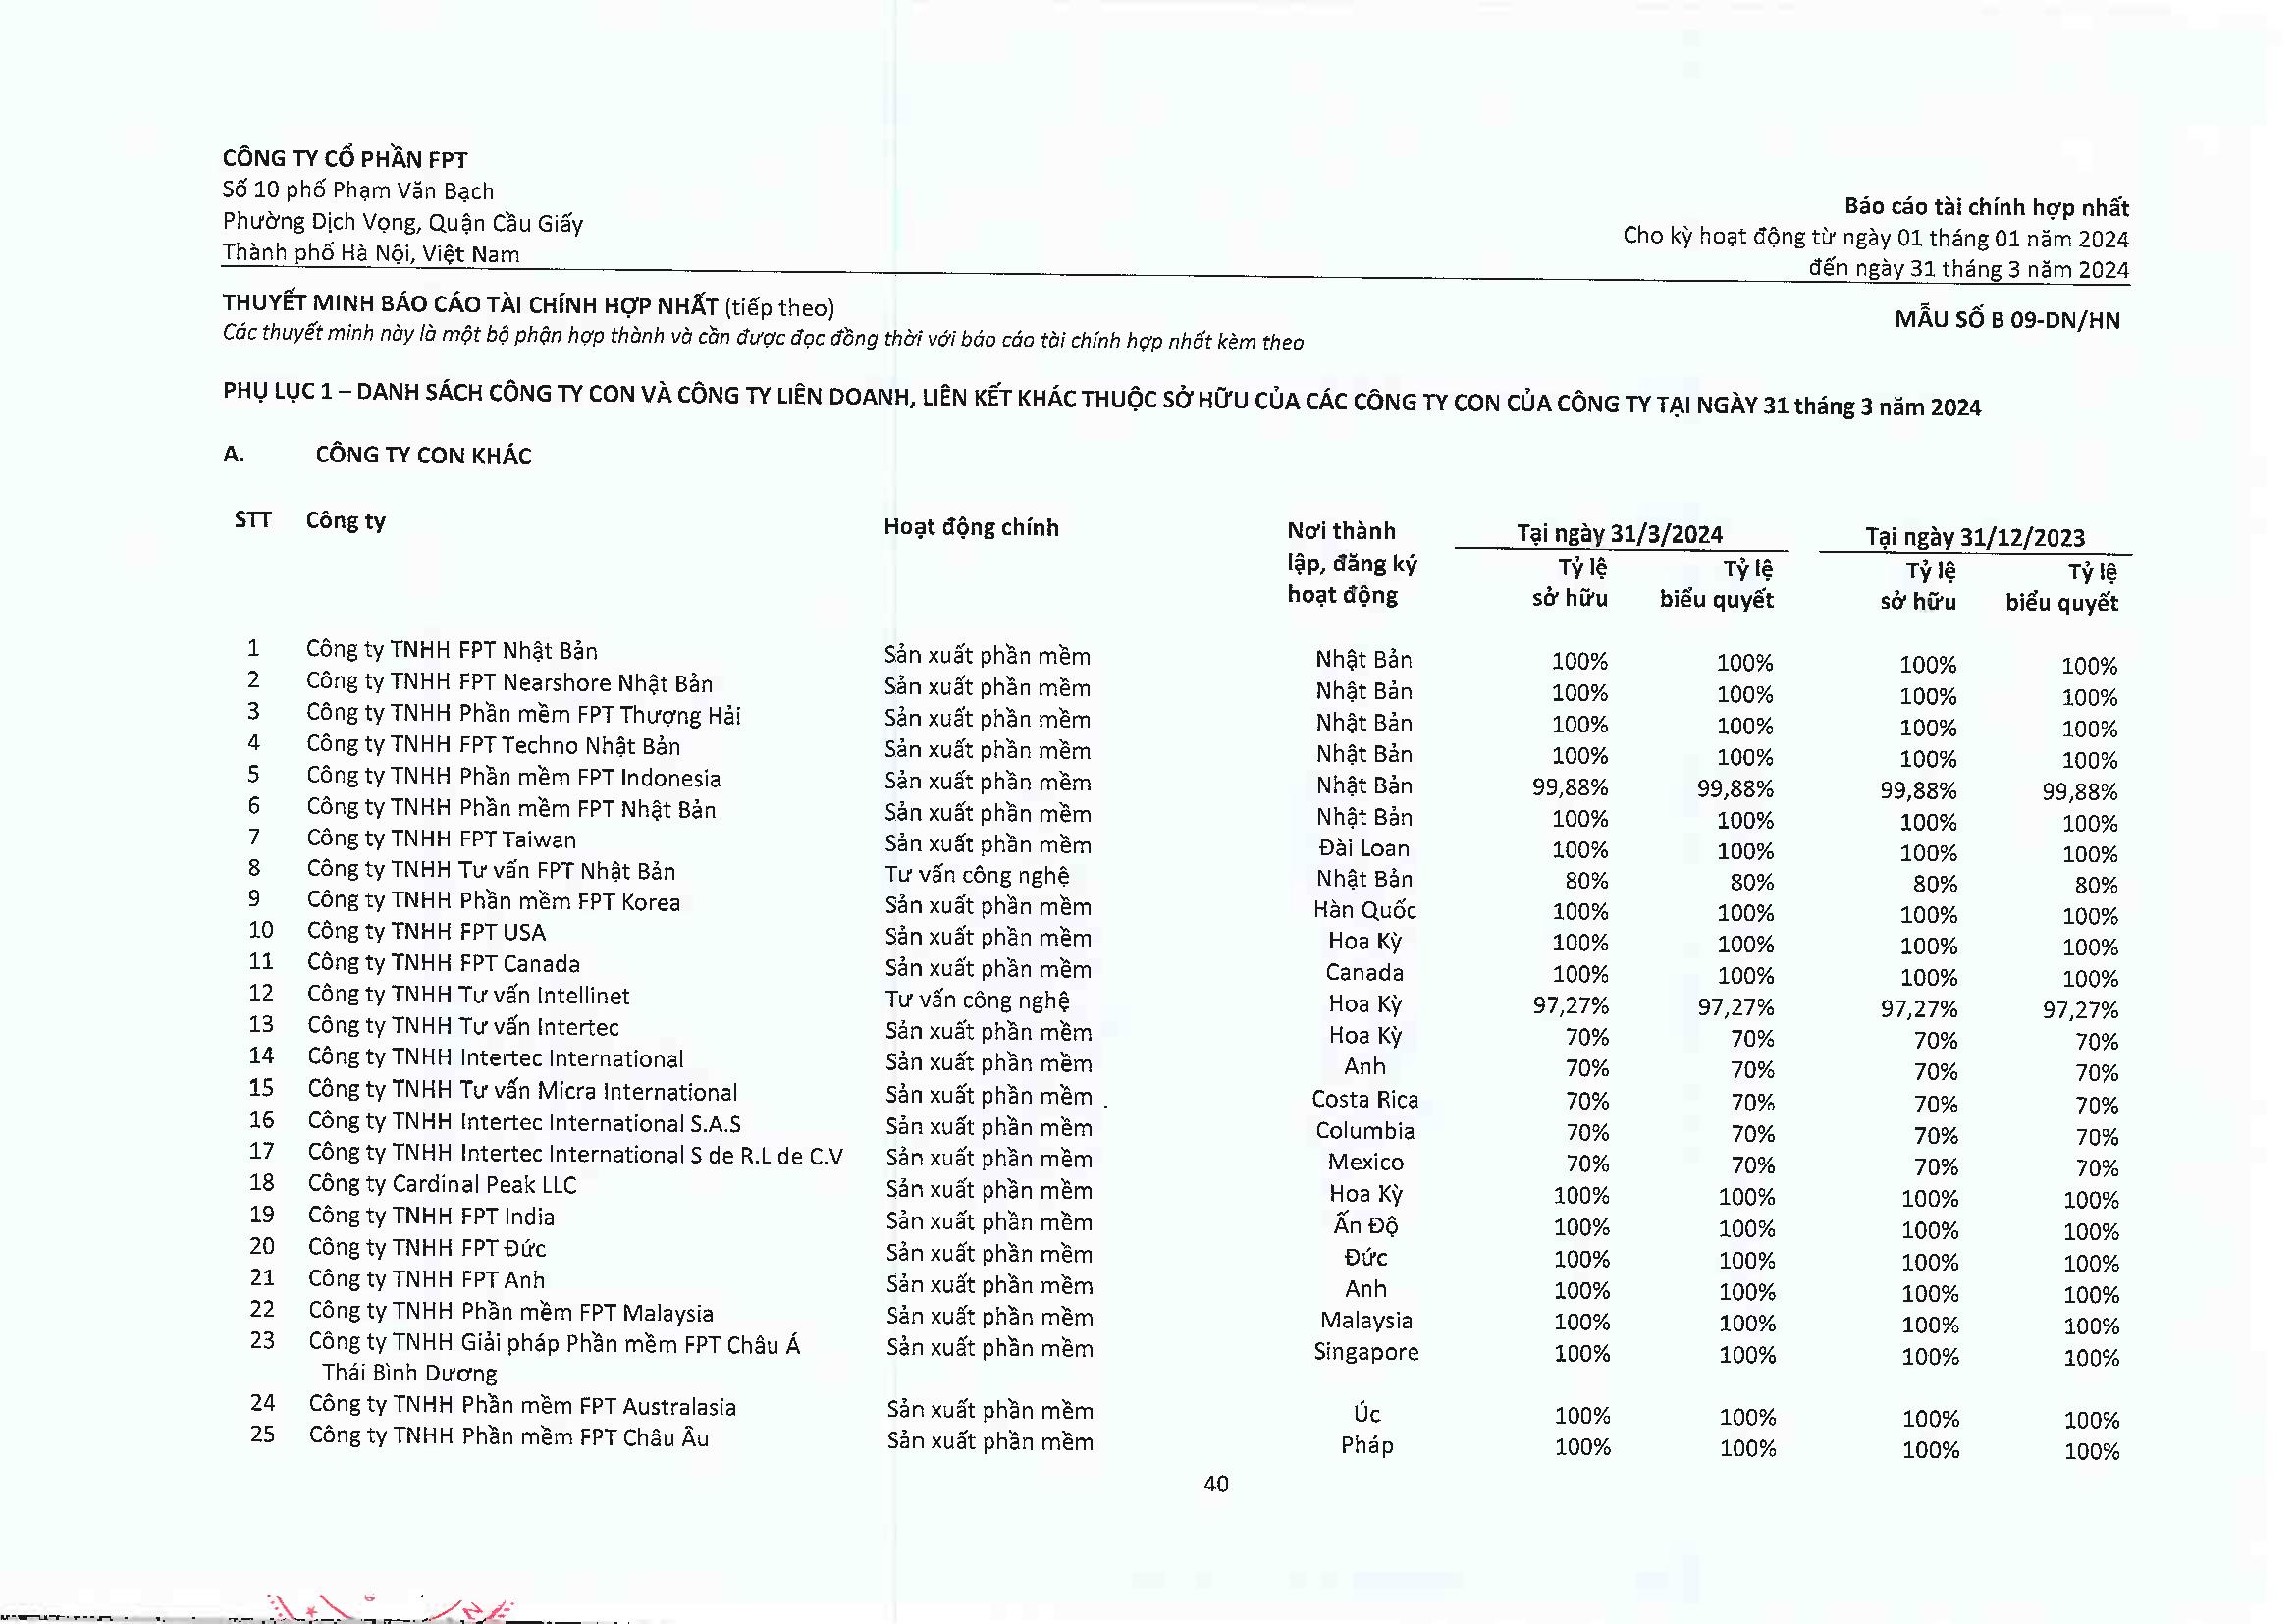 CÔNG TY CỔ PHẦN FPT
Số 10 phố Phạm Văn Bạch
Phường Dịch Vọng, Quận Cầu Giấy
Thành phố Hà Nội, Việt Nam
Báo cáo tài chính hợp nhất
Cho kỳ hoạt động từ ngày 01 tháng 01 năm 2024
đến ngày 31 tháng 3 năm 2024
THUYẾT MINH BÁO CÁO TÀI CHÍNH HỢP NHẤT (tiếp theo)
MẪU SỐ B 09-DN/HN
Các thuyết minh này là một bộ phận hợp thành và cần được đọc đồng thời với báo cáo tài chính hợp nhất kèm theo
PHỤ LỤC 1 – DANH SÁCH CÔNG TY CON VÀ CÔNG TY LIÊN DOANH, LIÊN KẾT KHÁC THUỘC SỞ HỮU CỦA CÁC CÔNG TY CON CỦA CÔNG TY TẠI NGÀY 31 tháng 3 năm 2024
A. CÔNG TY CON KHÁC
STT Công ty Hoạt động chính Nơi thành Tại ngày 31/3/2024 Tại ngày 31/12/2023
lập, đăng ký Tỷ lệ Tỷ lệ Tỷ lệ Tỷ lệ
hoạt động sở hữu biểu quyết sở hữu biểu quyết
1 Công ty TNHH FPT Nhật Bản Sản xuất phần mềm Nhật Bản 100% 100% 100% 100%
2 Công ty TNHH FPT Nearshore Nhật Bản Sản xuất phần mềm Nhật Bản 100% 100% 100% 100%
3 Công ty TNHH Phần mềm FPT Thượng Hải Sản xuất phần mềm Nhật Bản 100% 100% 100% 100%
4 Công ty TNHH FPT Techno Nhật Bản Sản xuất phần mềm Nhật Bản 100% 100% 100% 100%
5 Công ty TNHH Phần mềm FPT Indonesia Sản xuất phần mềm Nhật Bản 99,88% 99,88% 99,88% 99,88%
6 Công ty TNHH Phần mềm FPT Nhật Bản Sản xuất phần mềm Nhật Bản 100% 100% 100% 100%
7 Công ty TNHH FPT Taiwan Sản xuất phần mềm Đài Loan 100% 100% 100% 100%
8 Công ty TNHH Tư vấn FPT Nhật Bản Tư vấn công nghệ Nhật Bản 80% 80% 80% 80%
9 Công ty TNHH Phần mềm FPT Korea Sản xuất phần mềm Hàn Quốc 100% 100% 100% 100%
10 Công ty TNHH FPT USA Sản xuất phần mềm Hoa Kỳ 100% 100% 100% 100%
11 Công ty TNHH FPT Canada Sản xuất phần mềm Canada 100% 100% 100% 100%
12 Công ty TNHH Tư vấn Intellinet Tư vấn công nghệ Hoa Kỳ 97,27% 97,27% 97,27% 97,27%
13 Công ty TNHH Tư vấn Intertec Sản xuất phần mềm Hoa Kỳ 70% 70% 70% 70%
14 Công ty TNHH Intertec International Sản xuất phần mềm Anh 70% 70% 70% 70%
15 Công ty TNHH Tư vấn Micra International Sản xuất phần mềm Costa Rica 70% 70% 70% 70%
16 Công ty TNHH Intertec International S.A.S Sản xuất phần mềm Columbia 70% 70% 70% 70%
17 Công ty TNHH Intertec International S de R.L de C.V Sản xuất phần mềm Mexico 70% 70% 70% 70%
18 Công ty Cardinal Peak LLC Sản xuất phần mềm Hoa Kỳ 100% 100% 100% 100%
19 Công ty TNHH FPT India Sản xuất phần mềm Ấn Độ 100% 100% 100% 100%
20 Công ty TNHH FPT Đức Sản xuất phần mềm Đức 100% 100% 100% 100%
21 Công ty TNHH FPT Anh Sản xuất phần mềm Anh 100% 100% 100% 100%
22 Công ty TNHH Phần mềm FPT Malaysia Sản xuất phần mềm Malaysia 100% 100% 100% 100%
23 Công ty TNHH Giải pháp Phần mềm FPT Châu Á Sản xuất phần mềm Singapore 100% 100% 100% 100%
Thái Bình Dương
24 Công ty TNHH Phần mềm FPT Australasia Sản xuất phần mềm Úc 100% 100% 100% 100%
25 Công ty TNHH Phần mềm FPT Châu Âu Sản xuất phần mềm Pháp 100% 100% 100% 100%
40